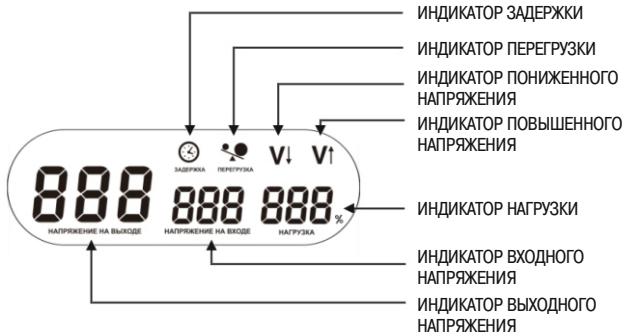 ИНДИКАТОР ЗАДЕРЖКИ
ИНДИКАТОР ПЕРЕГРУЗКИ
ИНДИКАТОР ПОНИЖЕННОГО
НАПРЯЖЕНИЯ
ИНДИКАТОР ПОВЫШЕННОГО
НАПРЯЖЕНИЯ
V↓ V↑
ЗАДЕРЖКА ПЕРЕГРУЗКА
888 888 888 %
НАПРЯЖЕНИЕ НА ВЫХОДЕ НАПРЯЖЕНИЕ НА ВХОДЕ НАГРУЗКА
ИНДИКАТОР НАГРУЗКИ
ИНДИКАТОР ВХОДНОГО
НАПРЯЖЕНИЯ
ИНДИКАТОР ВЫХОДНОГО
НАПРЯЖЕНИЯ